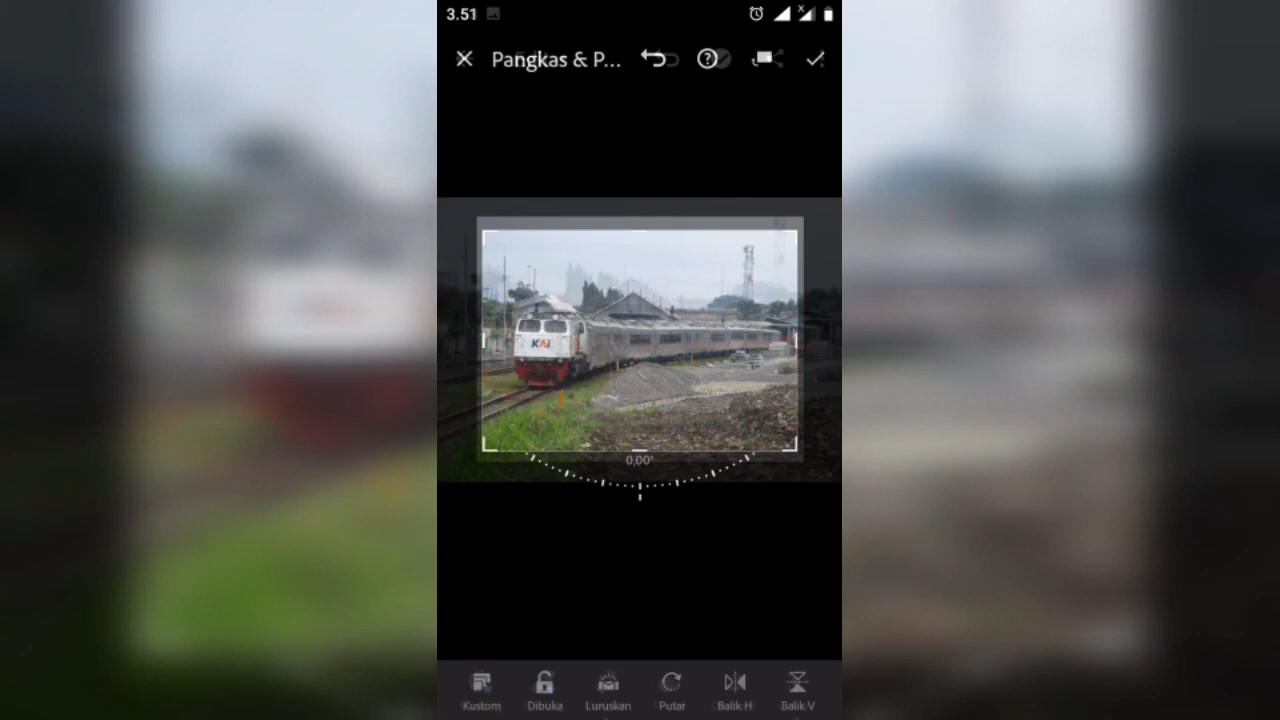 3.51
Pangkas & P...
KAI
0,00°
Kustom Dibuka Luruskan Putar Balik H Balik V